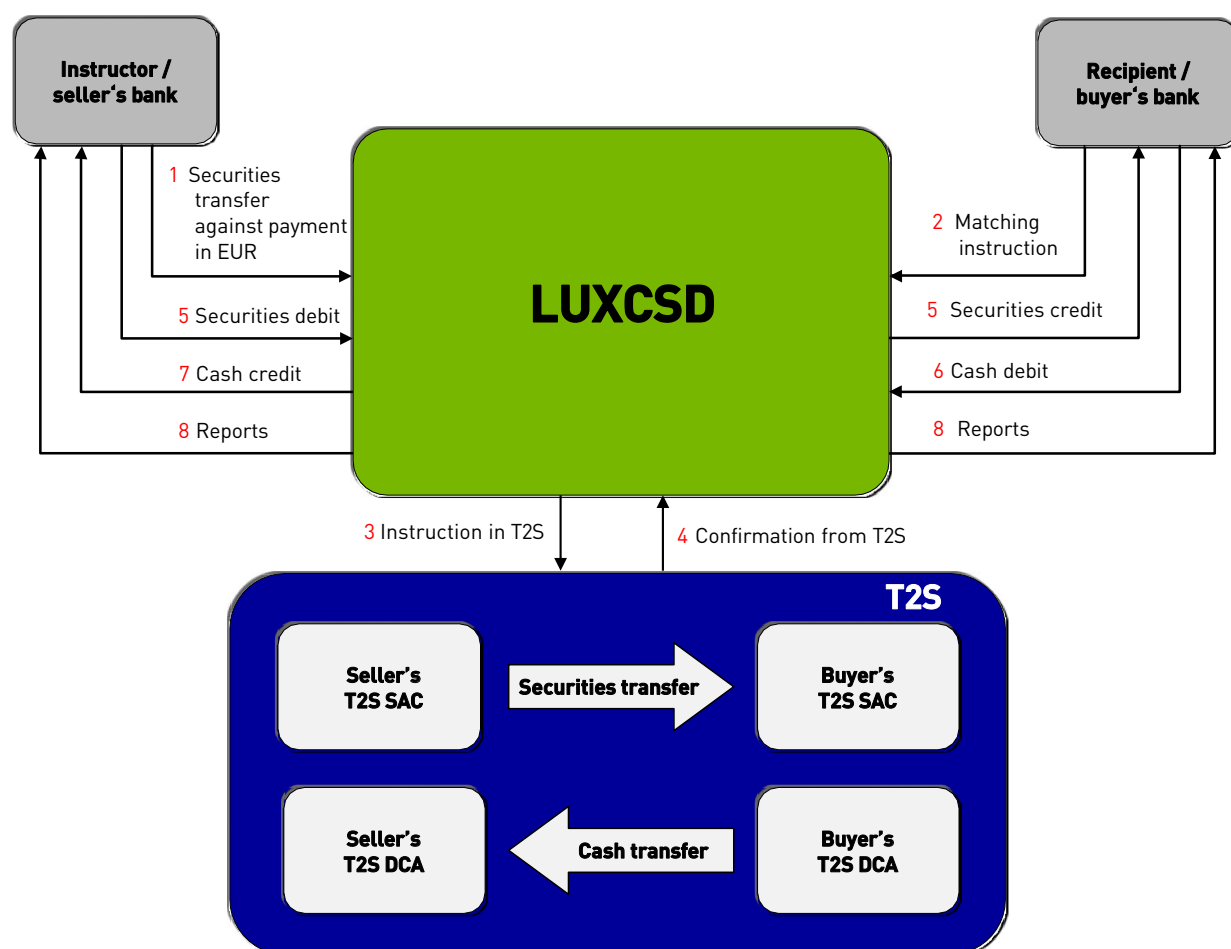 Instructor /
seller‘s bank
Recipient /
buyer‘s bank
1 Securities
transfer
against payment
in EUR
2 Matching
instruction
LUXCSD
5 Securities debit
5 Securities credit
7 Cash credit
6 Cash debit
8 Reports
8 Reports
3 Instruction in T2S
4 Confirmation from T2S
T2S
Seller’s
T2S SAC
Securities transfer
Buyer’s
T2S SAC
Seller’s
T2S DCA
Cash transfer
Buyer’s
T2S DCA